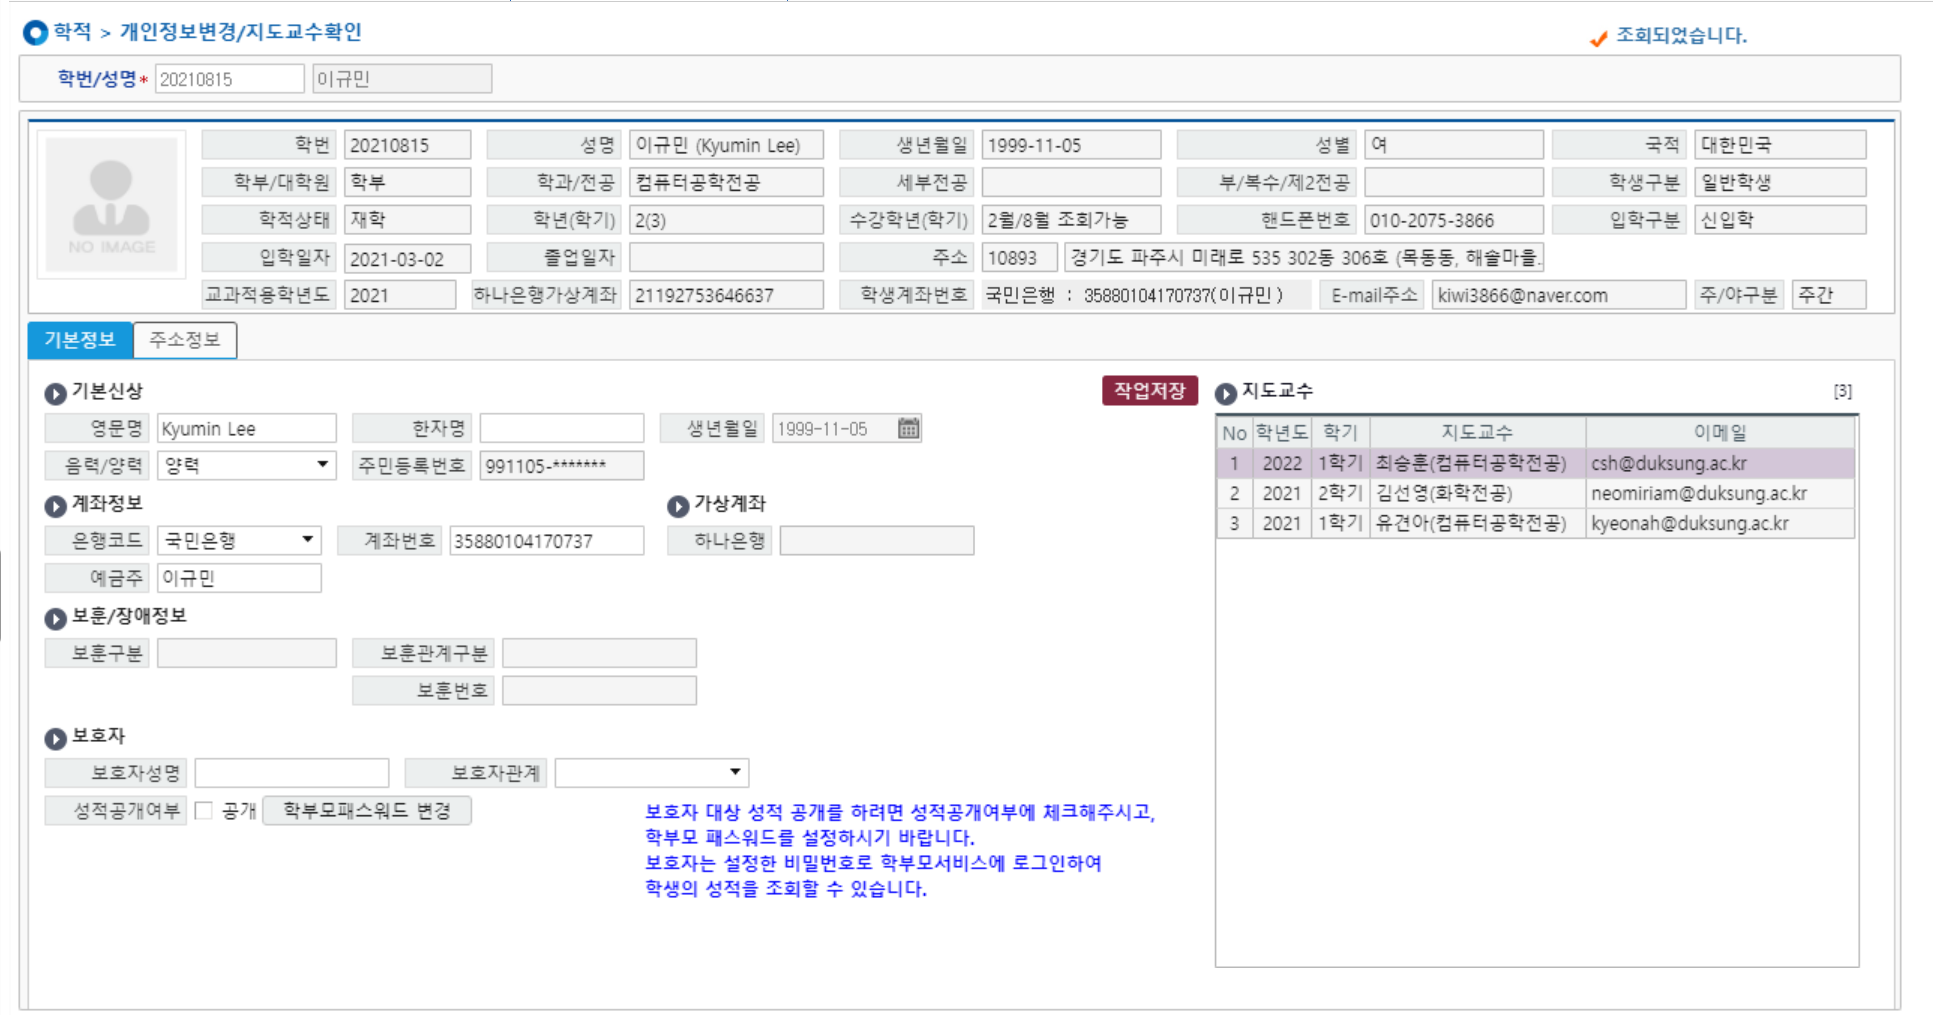 학적 > 개인정보변경/지도교수확인
조회되었습니다.
학번/성명* 20210815 이규민
학번 20210815 성명 이규민 (Kyumin Lee) 생년월일 1999-11-05 성별 여 국적 대한민국
학부/대학원 학부 학과/전공 컴퓨터공학전공 세부전공 부/복수/제2전공 학생구분 일반학생
학적상태 재학 학년(학기) 2(3) 수강학년(학기) 2월/8월 조회가능 핸드폰번호 010-2075-3866 입학구분 신입학
NO IMAGE
입학일자 2021-03-02 졸업일자 주소 10893 경기도 파주시 미래로 535 302동 306호 (목동동, 해솔마을.
교과적용학년도 2021 하나은행가상계좌 21192753646637 학생계좌번호 국민은행 : 35880104170737(이규민 ) E-mail주소 kiwi3866@naver.com 주/야구분 주간
기본정보 주소정보
기본신상 작업저장
영문명 Kyumin Lee 한자명 생년월일 1999-11-05
음력/양력 양력 주민등록번호 991105-*******
계좌정보 가상계좌
은행코드 국민은행 계좌번호 35880104170737 하나은행
예금주 이규민
보훈/장애정보
보훈구분 보훈관계구분
보훈번호
보호자
보호자성명 보호자관계
성적공개여부 공개 학부모패스워드 변경
보호자 대상 성적 공개를 하려면 성적공개여부에 체크해주시고,
학부모 패스워드를 설정하시기 바랍니다.
보호자는 설정한 비밀번호로 학부모서비스에 로그인하여
학생의 성적을 조회할 수 있습니다.
지도교수 [3]
No 학년도 학기 지도교수 이메일
1 2022 1학기 최승훈(컴퓨터공학전공) csh@duksung.ac.kr
2 2021 2학기 김선영(화학전공) neomiriam@duksung.ac.kr
3 2021 1학기 유견아(컴퓨터공학전공) kyeonah@duksung.ac.kr